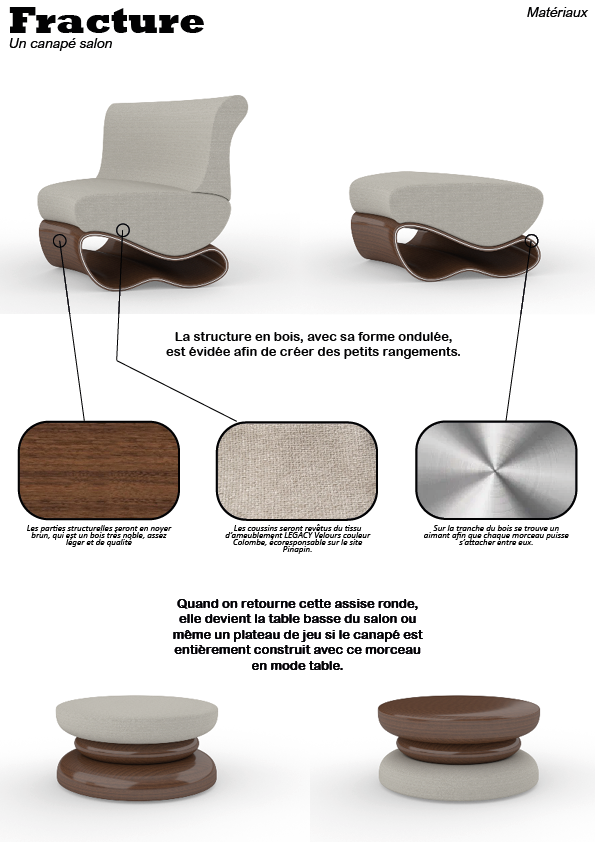 Fracture
Matériaux
Un canapé salon
La structure en bois, avec sa forme ondulée,
est évidée afin de créer des petits rangements.
Les parties structurelles seront en noyer
brun, qui est un bois très noble, assez
léger et de qualité
Les coussins seront revêtus du tissu
d'ameublement LEGACY Velours couleur
Colombe, écoresponsable sur le site
Pinapin.
Sur la tranche du bois se trouve un
aimant afin que chaque morceau puisse
s'attacher entre eux.
Quand on retourne cette assise ronde,
elle devient la table basse du salon ou
même un plateau de jeu si le canapé est
entièrement construit avec ce morceau
en mode table.